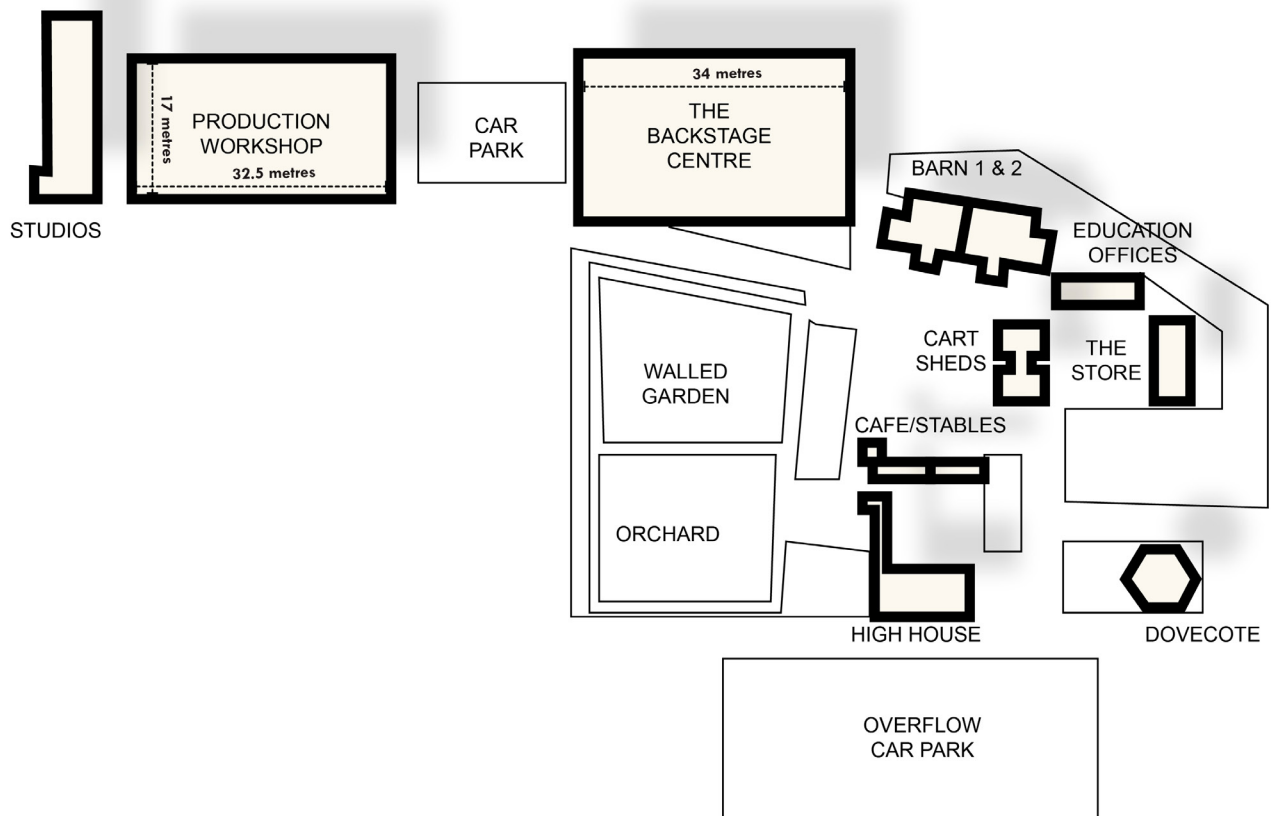 34 metres
17 metres
PRODUCTION
WORKSHOP
32.5 metres
CAR
PARK
THE
BACKSTAGE
CENTRE
BARN 1 & 2
STUDIOS
EDUCATION
OFFICES
CART
SHEDS
THE
STORE
WALLED
GARDEN
CAFE/STABLES
ORCHARD
HIGH HOUSE
DOVECOTE
OVERFLOW
CAR PARK